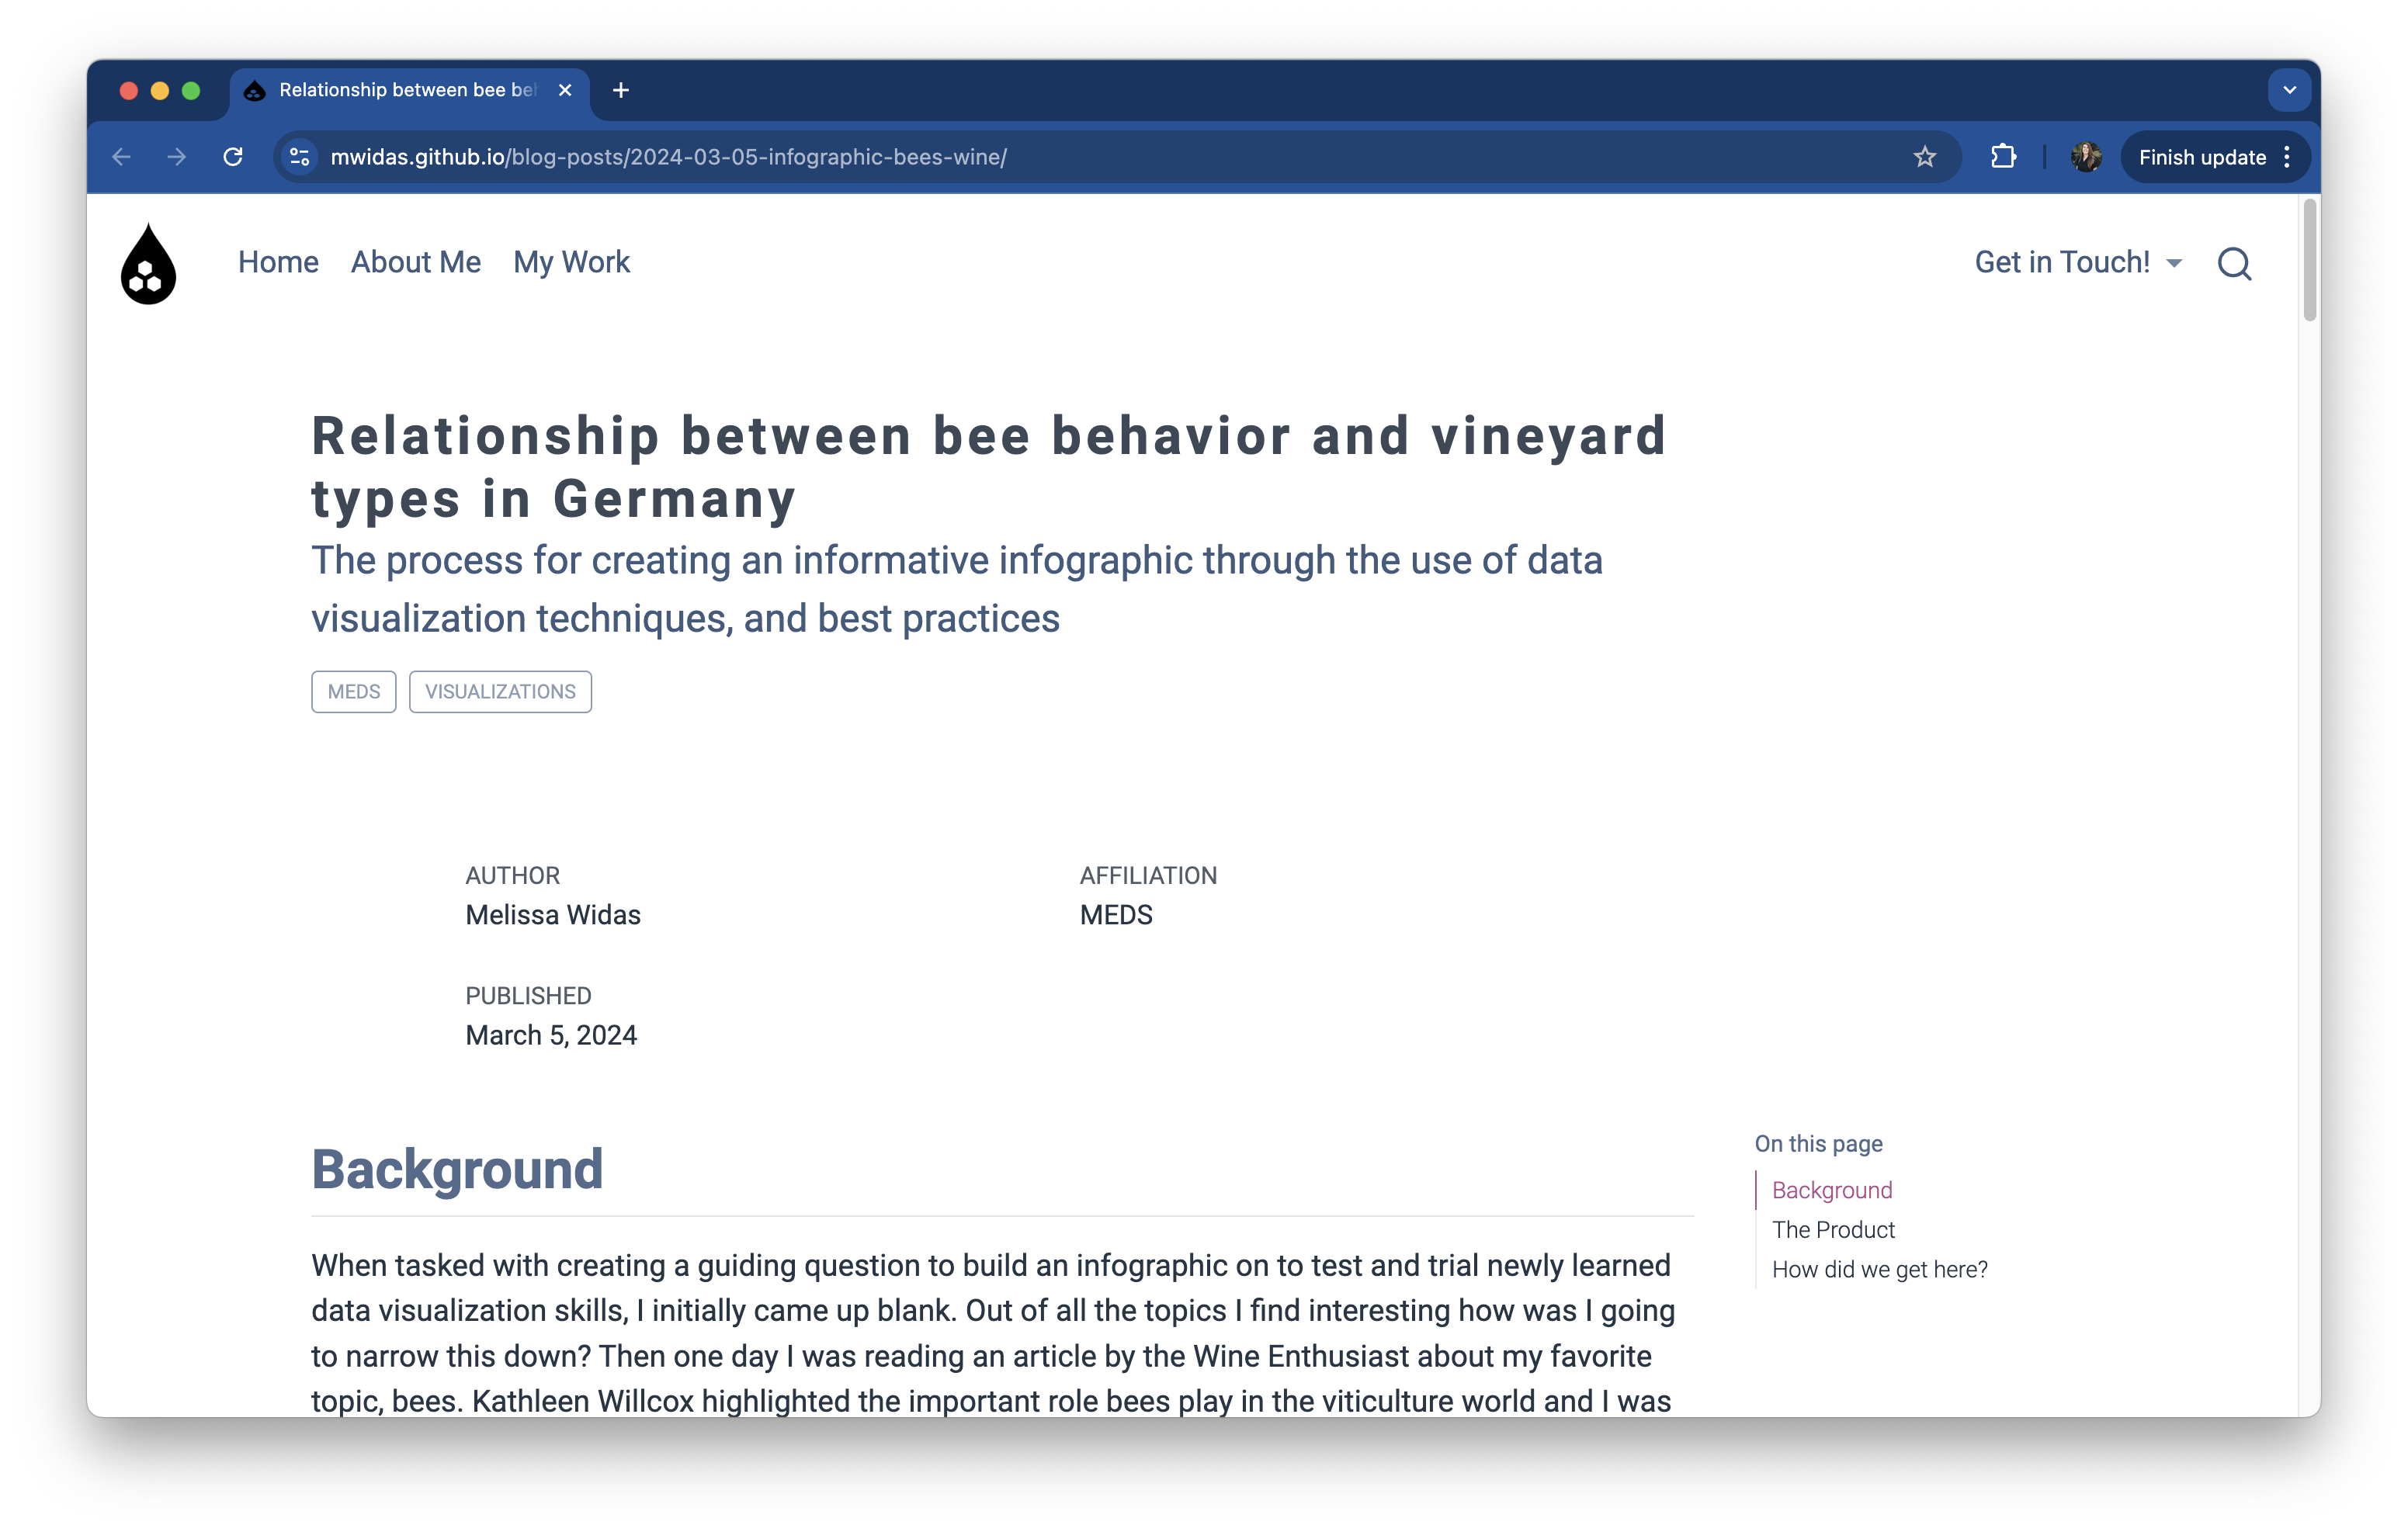 Relationship between bee be
Finish update
mwidas.github.io/blog-posts/2024-03-05-infographic-bees-wine/
Home About Me My Work Get in Touch!
Relationship between bee behavior and vineyard
types in Germany
The process for creating an informative infographic through the use of data
visualization techniques, and best practices
MEDS VISUALIZATIONS
AUTHOR
Melissa Widas
AFFILIATION
MEDS
PUBLISHED
March 5, 2024
Background
When tasked with creating a guiding question to build an infographic on to test and trial newly learned
data visualization skills, I initially came up blank. Out of all the topics I find interesting how was I going
to narrow this down? Then one day I was reading an article by the Wine Enthusiast about my favorite
topic, bees. Kathleen Willcox highlighted the important role bees play in the viticulture world and I was
On this page
Background
The Product
How did we get here?